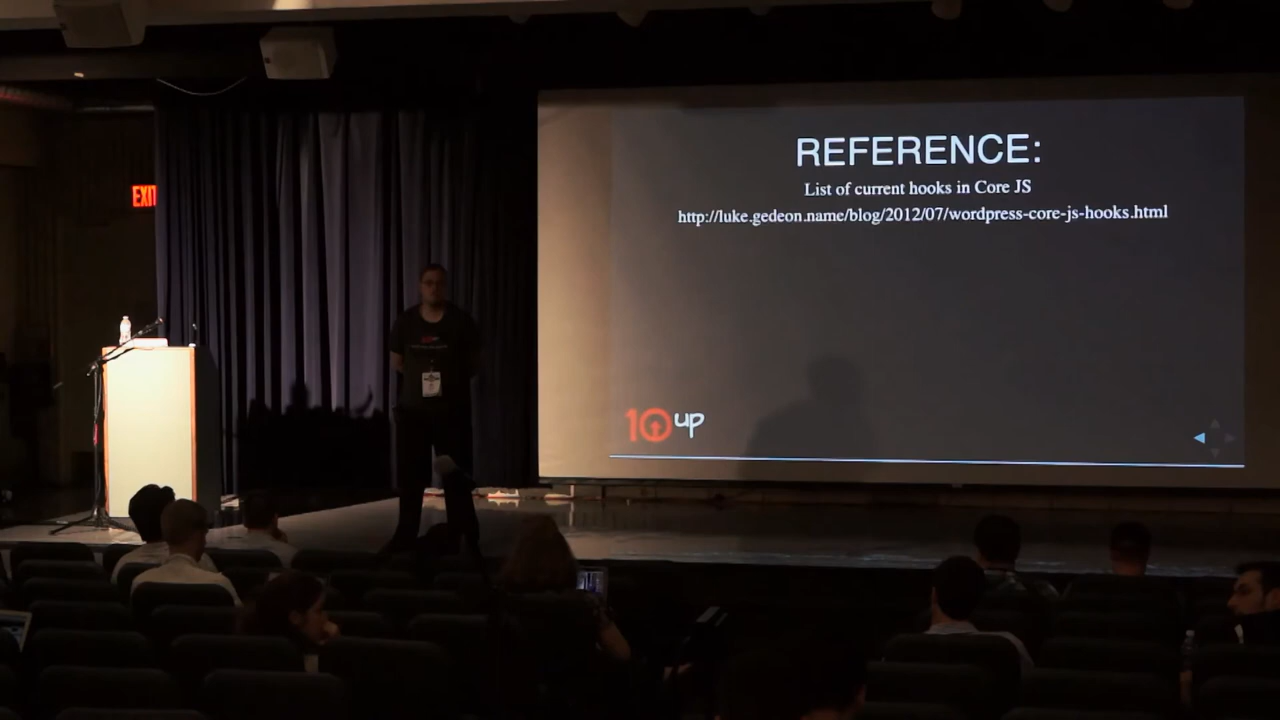 REFERENCE:
List of current hooks in Core JS
http://luke.gedeon.name/blog/2012/07/wordpress-core-js-hooks.html
EXIT
10up